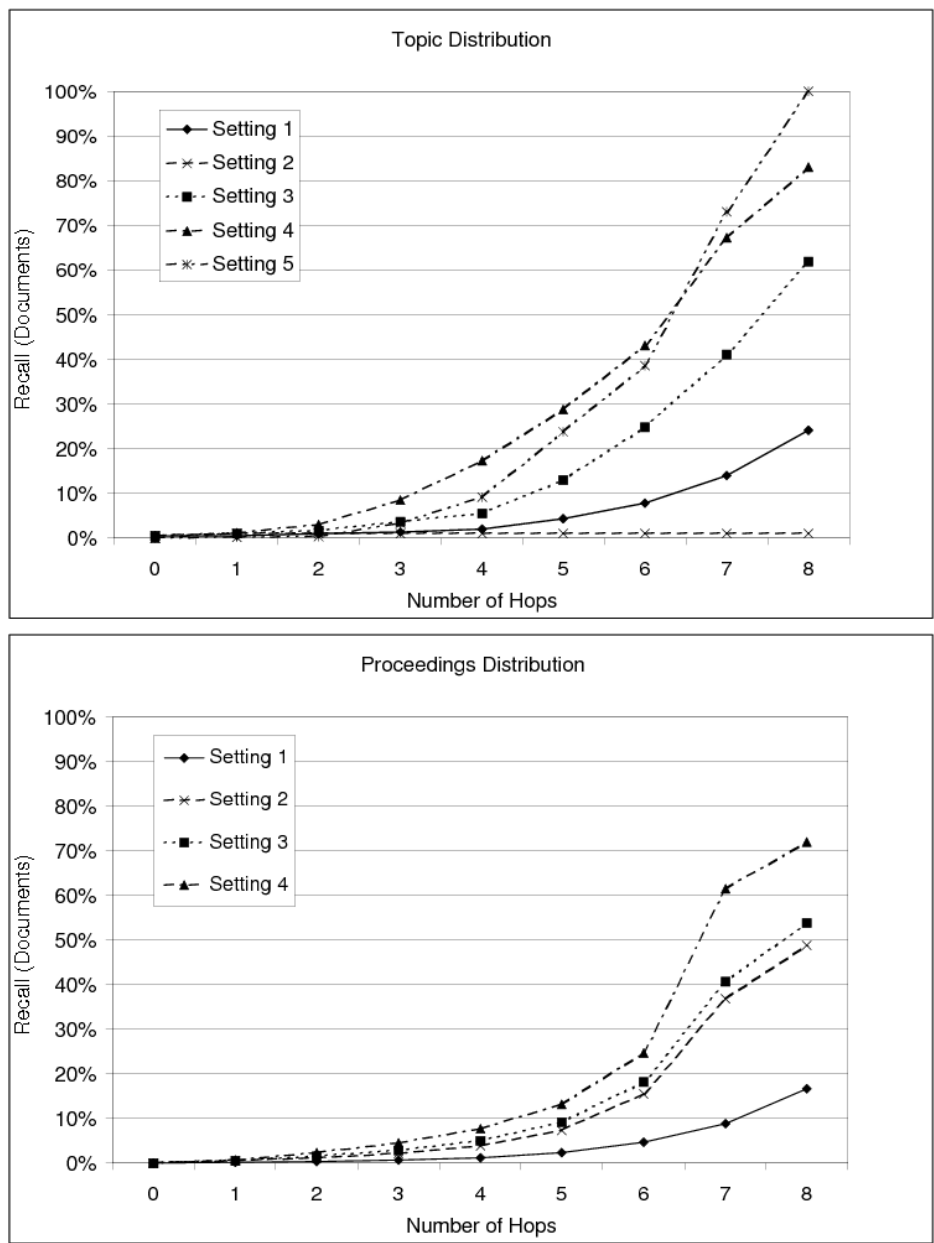 Topic Distribution
100%
90%
80%
70%
60%
50%
40%
30%
20%
10%
0%
Recall (Documents)
Setting 1
Setting 2
Setting 3
Setting 4
Setting 5
0 1 2 3 4 5 6 7 8
Number of Hops
Proceedings Distribution
100%
90%
80%
70%
60%
50%
40%
30%
20%
10%
0%
Recall (Documents)
Setting 1
Setting 2
Setting 3
Setting 4
0 1 2 3 4 5 6 7 8
Number of Hops